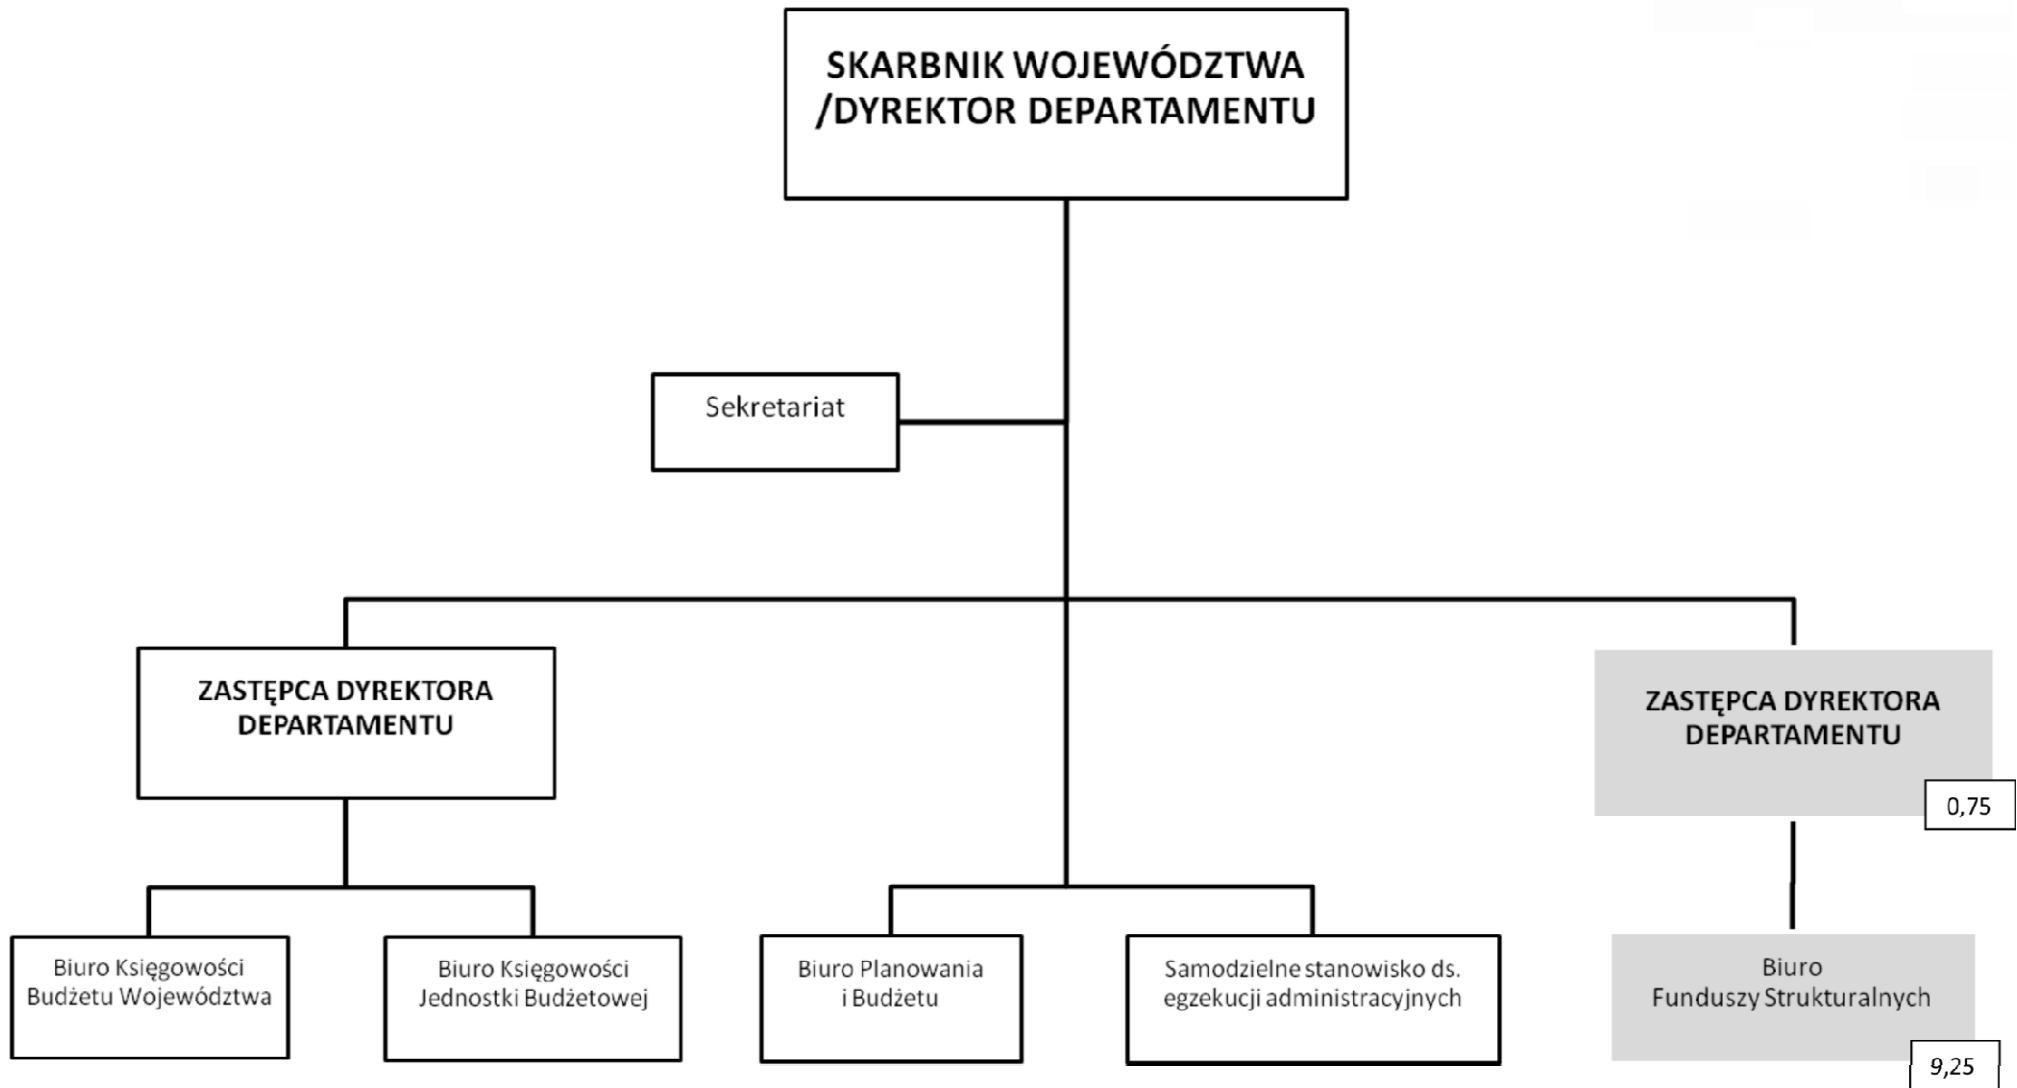 SKARBNIK WOJEWÓDZTWA
/DYREKTOR DEPARTAMENTU
Sekretariat
ZASTĘPCA DYREKTORA
DEPARTAMENTU
ZASTĘPCA DYREKTORA
DEPARTAMENTU
0,75
Biuro Księgowości
Budżetu Województwa
Biuro Księgowości
Jednostki Budżetowej
Biuro Planowania
i Budżetu
Samodzielne stanowisko ds.
egzekucji administracyjnych
Biuro
Funduszy Strukturalnych
9,25